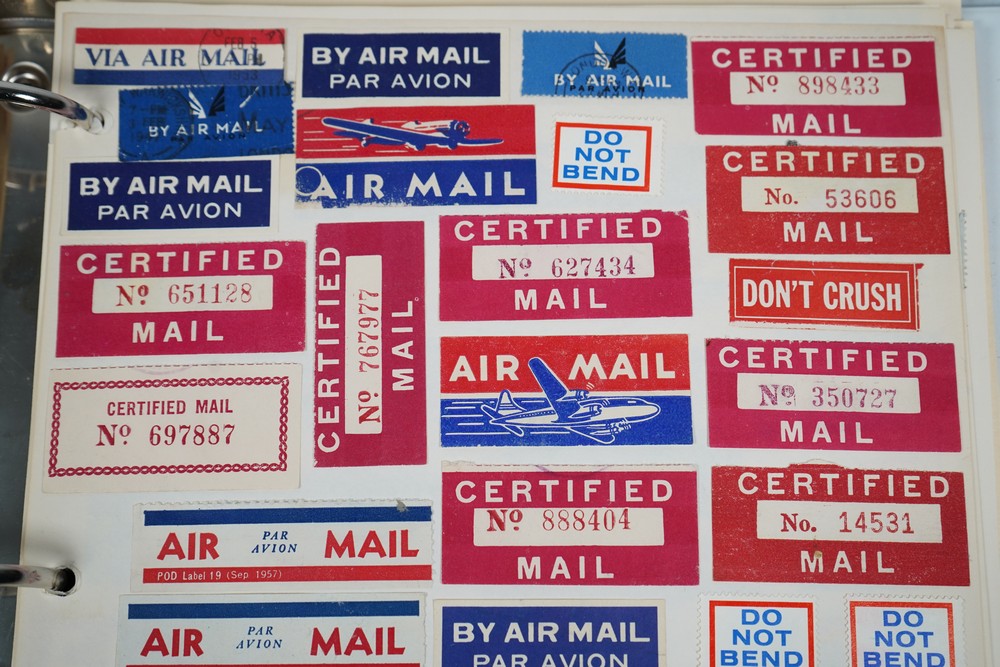 VIA AIR MAIL
BY AIR MAIL
PAR AVION
BY AIR MAIL
PAR AVION
CERTIFIED
Nº 898433
MAIL
BY AIR MAIL
AIR MAIL
DO
NOT
BEND
CERTIFIED
No. 53606
MAIL
BY AIR MAIL
PAR AVION
CERTIFIED
Nº 651128
MAIL
CERTIFIED
Nº 767977
MAIL
CERTIFIED
Nº 627434
MAIL
DON'T CRUSH
AIR MAIL
CERTIFIED
Nº 350727
MAIL
CERTIFIED MAIL
Nº 697887
CERTIFIED
Nº 888404
MAIL
CERTIFIED
No. 14531
MAIL
AIR PAR AVION MAIL
POD Label 19 (Sep 1957)
AIR PAR AVION MAIL
BY AIR MAIL
PAR AVION
DO
NOT
BEND
DO
NOT
BEND